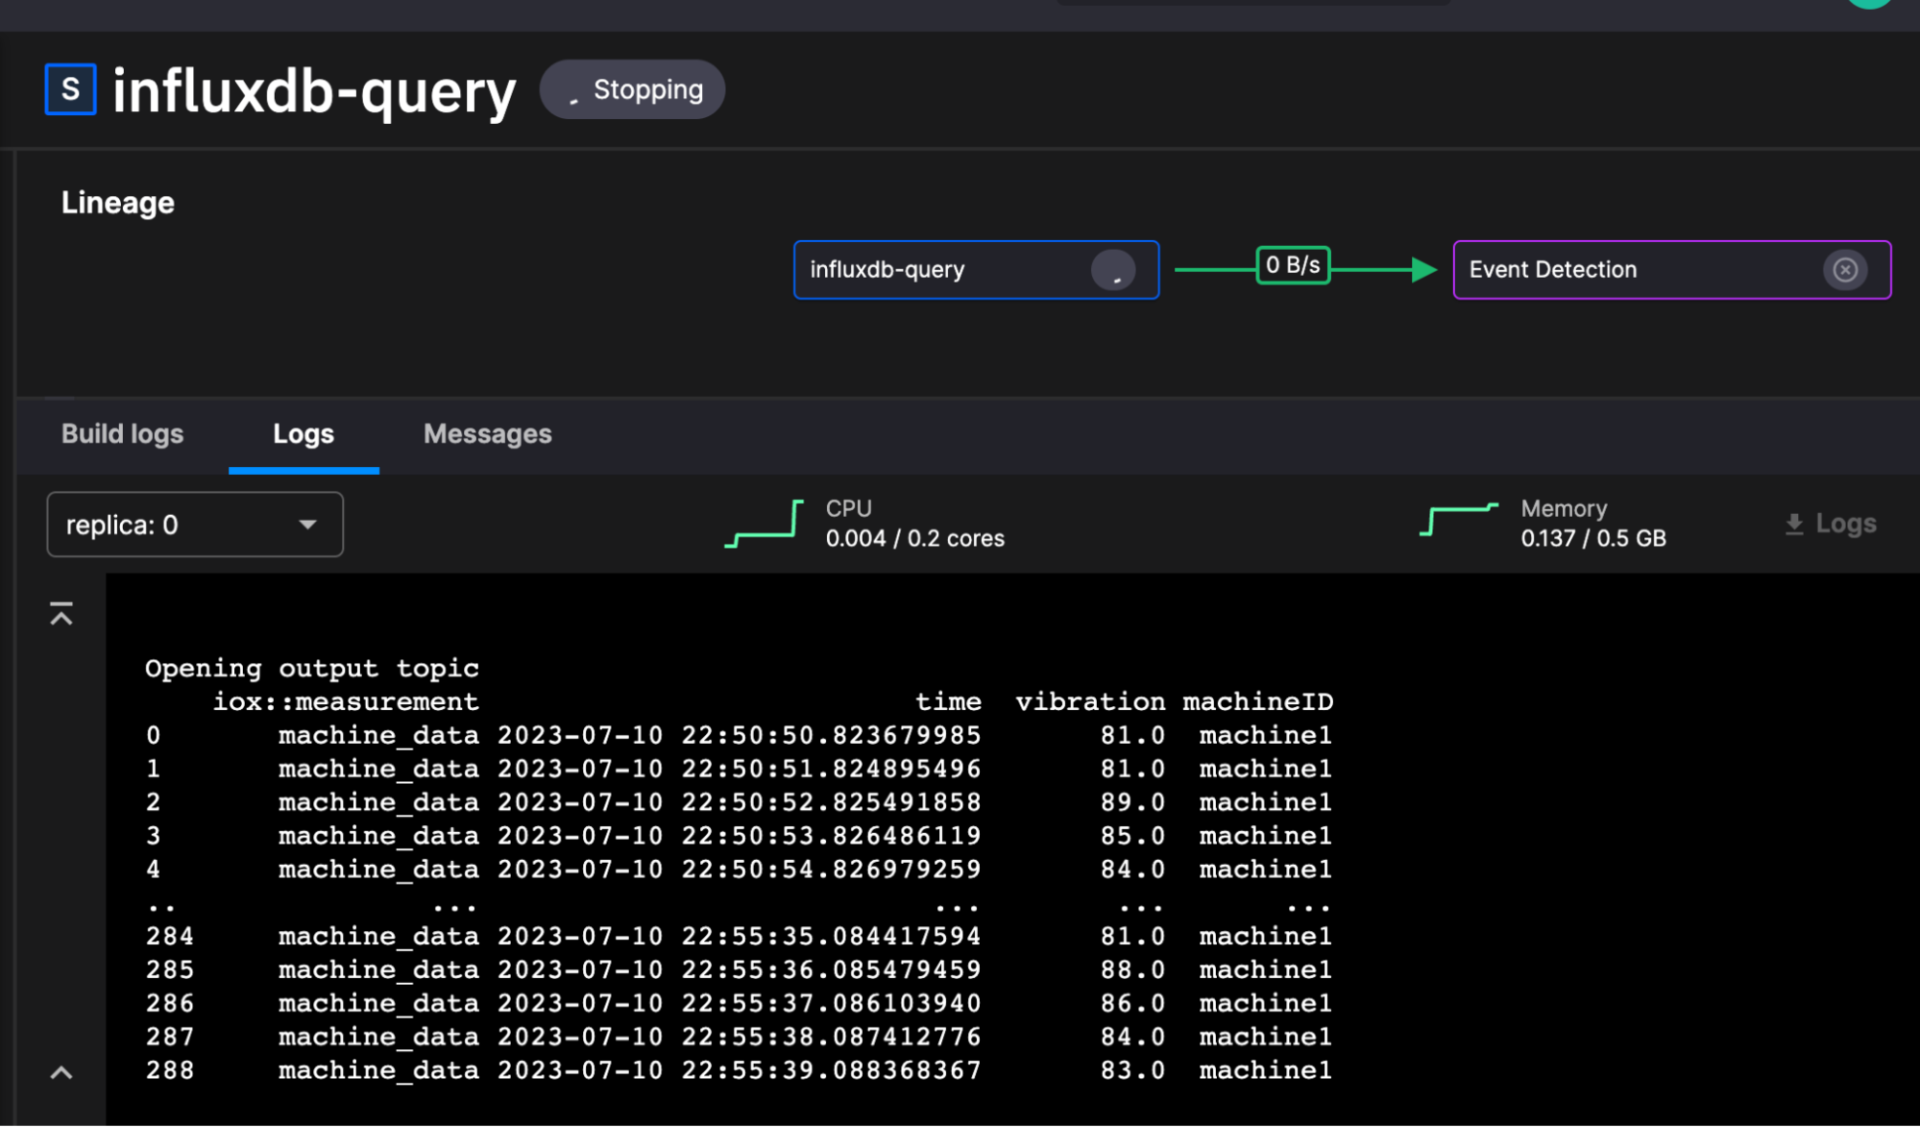 S influxdb-query Stopping
Lineage
influxdb-query 0 B/s Event Detection
Build logs Logs Messages
replica: 0
CPU
0.004 / 0.2 cores
Memory
0.137 / 0.5 GB
Logs
Opening output topic
iox::measurement time vibration machineID
0 machine_data 2023-07-10 22:50:50.823679985 81.0 machine1
1 machine_data 2023-07-10 22:50:51.824895496 81.0 machine1
2 machine_data 2023-07-10 22:50:52.825491858 89.0 machine1
3 machine_data 2023-07-10 22:50:53.826486119 85.0 machine1
4 machine_data 2023-07-10 22:50:54.826979259 84.0 machine1
.. ... ... ... ...
284 machine_data 2023-07-10 22:55:35.084417594 81.0 machine1
285 machine_data 2023-07-10 22:55:36.085479459 88.0 machine1
286 machine_data 2023-07-10 22:55:37.086103940 86.0 machine1
287 machine_data 2023-07-10 22:55:38.087412776 84.0 machine1
288 machine_data 2023-07-10 22:55:39.088368367 83.0 machine1